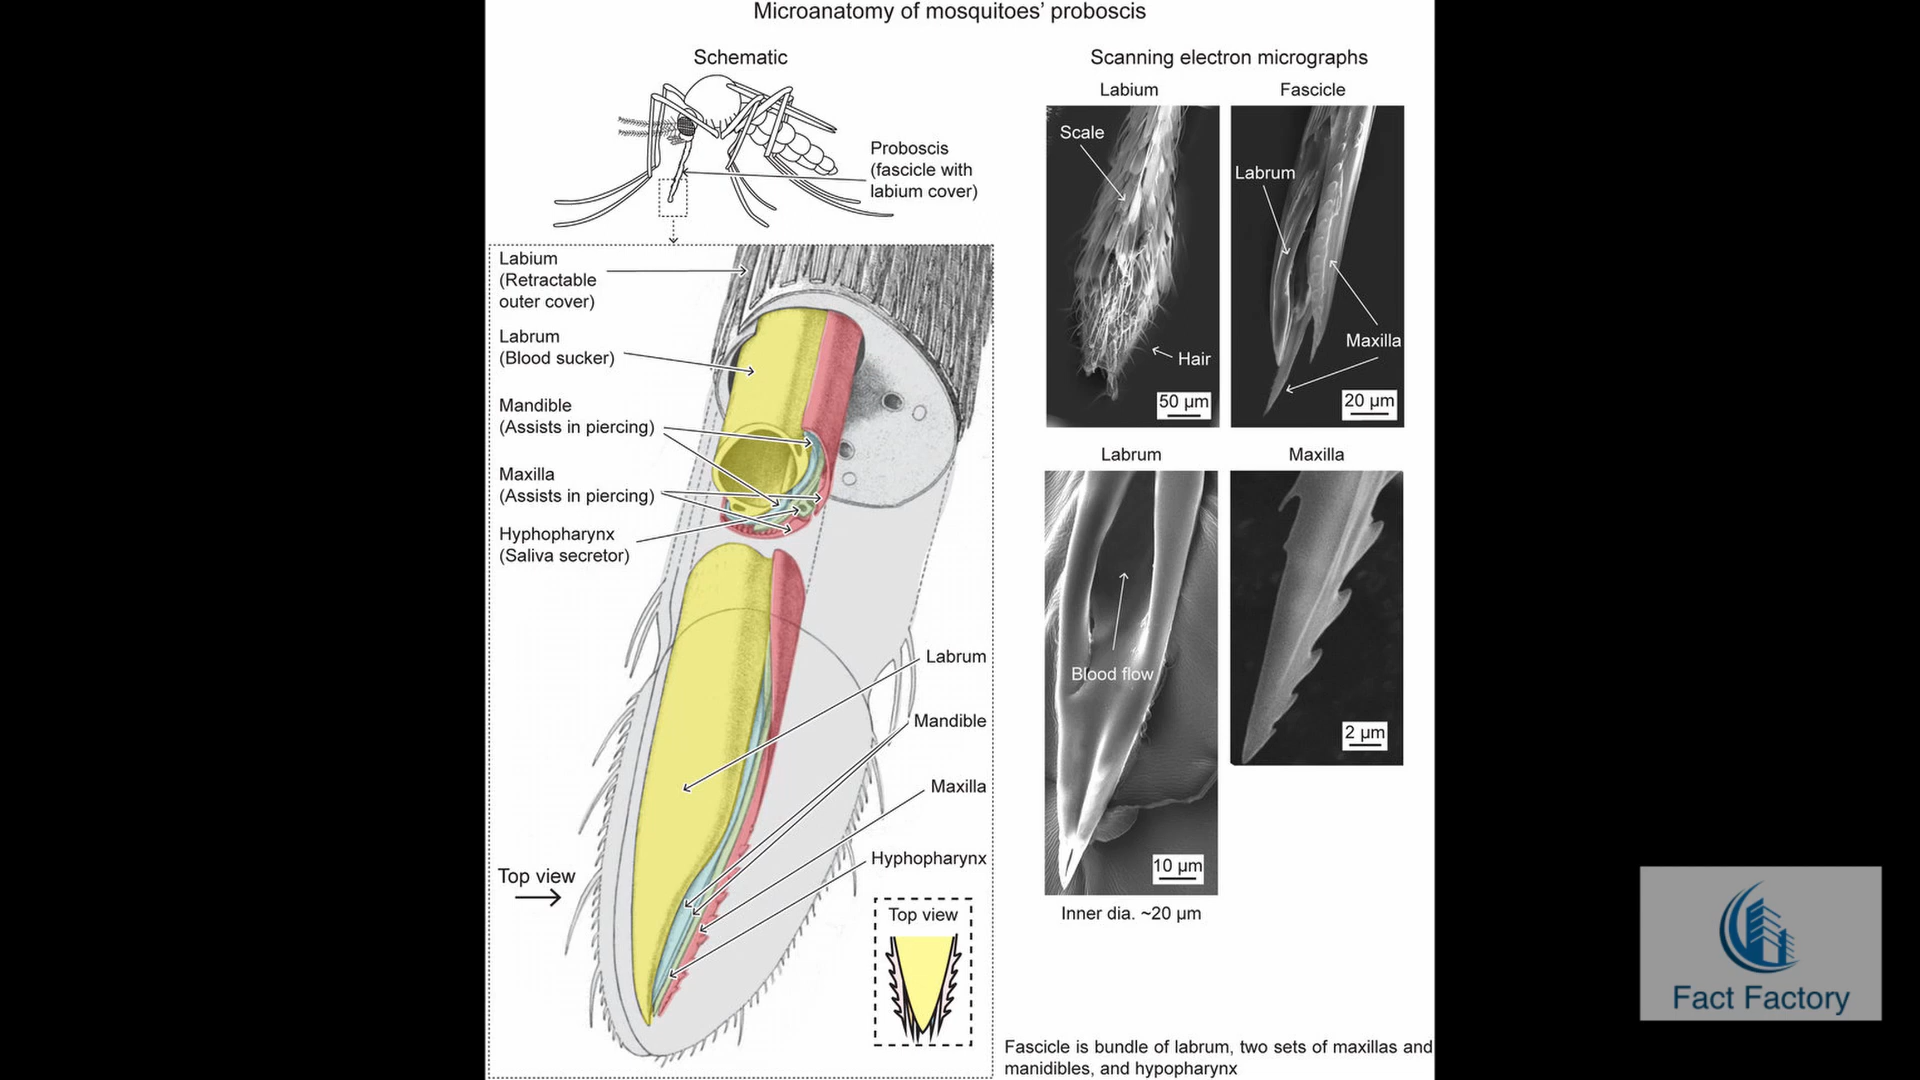 Microanatomy of mosquitoes’ proboscis
Schematic
Proboscis
(fascicle with
labium cover)
Labium
(Retractable
outer cover)
Labrum
(Blood sucker)
Mandible
(Assists in piercing)
Maxilla
(Assists in piercing)
Hyphopharynx
(Saliva secretor)
Labrum
Mandible
Maxilla
Hyphopharynx
Top view
Top view
Scanning electron micrographs
Labium
Fascicle
Scale
Hair
50 µm
Labrum
Maxilla
20 µm
Labrum
Maxilla
Blood flow
10 µm
2 µm
Inner dia. ~20 µm
Fascicle is bundle of labrum, two sets of maxillas and
manidibles, and hypopharynx
Fact Factory